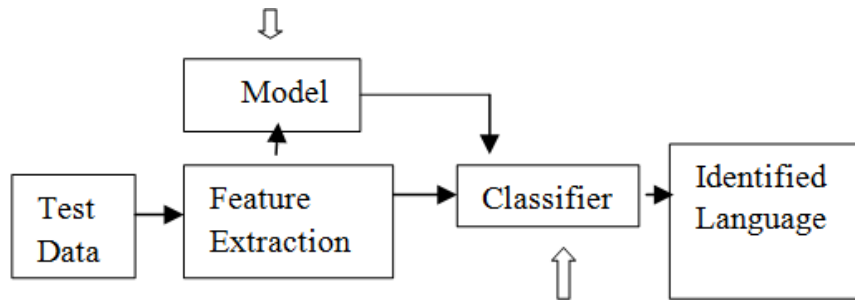 Model
Test
Data
Feature
Extraction
Classifier
Identified
Language